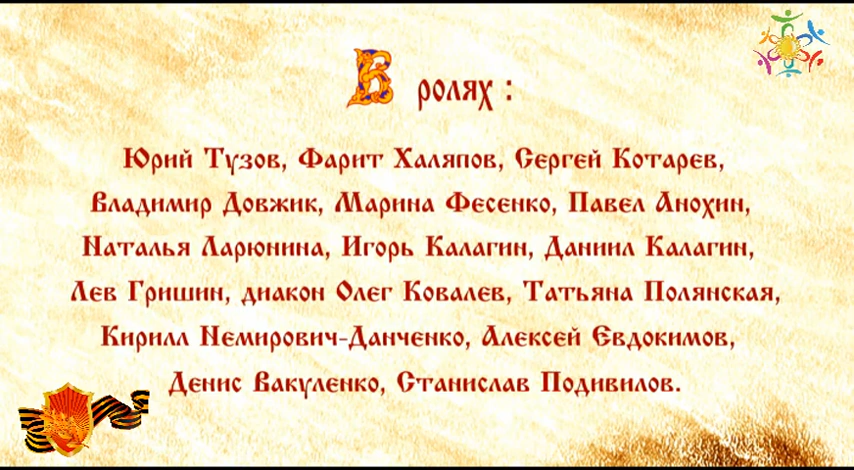 В ролях :
Юрий Тузов, Фарит Халяпов, Сергей Котарев,
Владимир Довжик, Марина Фесенко, Павел Анохин,
Наталья Ларюнина, Игорь Калагин, Даниил Калагин,
Лев Гришин, диакон Олег Ковалев, Татьяна Полянская,
Кирилл Немирович-Данченко, Алексей Евдокимов,
Денис Вакуленко, Станислав Подивилов.